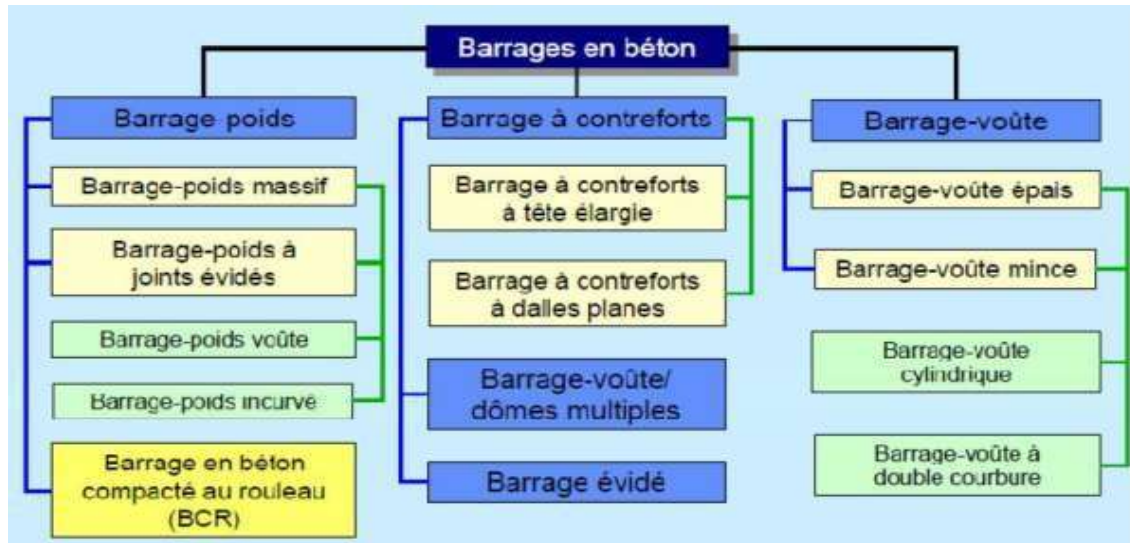 Barrages en béton
Barrage poids
Barrage-poids massif
Barrage-poids à
joints évidés
Barrage-poids voûte
Barrage-poids incurvé
Barrage en béton
compacté au rouleau
(BCR)
Barrage à contreforts
Barrage à contreforts
à tête élargie
Barrage à contreforts
à dalles planes
Barrage-voûte/
dômes multiples
Barrage évidé
Barrage-voûte
Barrage-voûte épais
Barrage-voûte mince
Barrage-voûte
cylindrique
Barrage-voûte à
double courbure